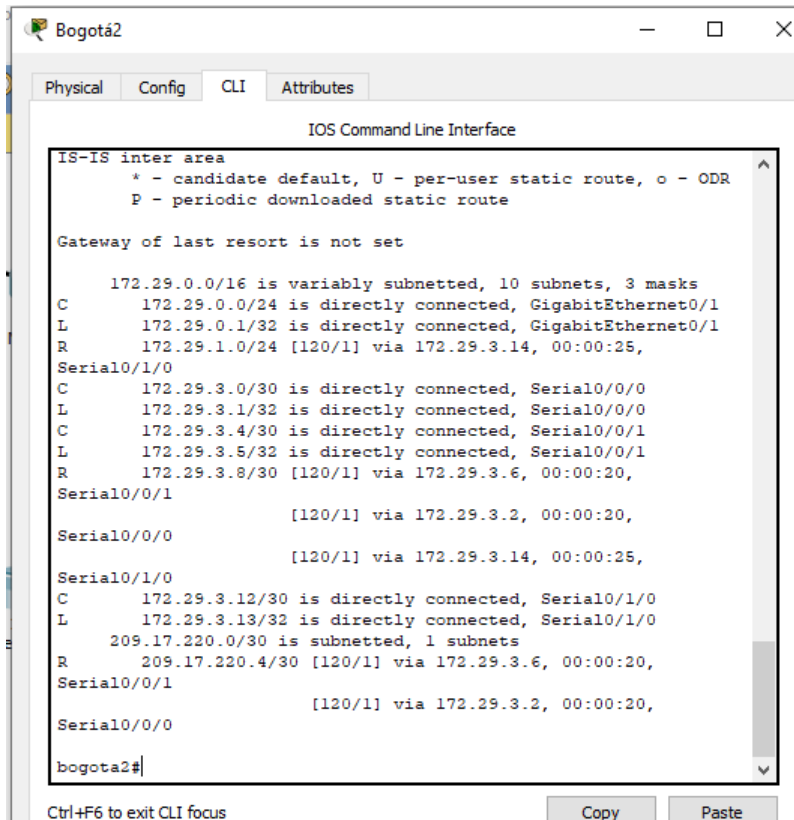 Bogotá2
Physical Config CLI Attributes
IOS Command Line Interface
IS-IS inter area
* - candidate default, U - per-user static route, o - ODR
P - periodic downloaded static route
Gateway of last resort is not set
172.29.0.0/16 is variably subnetted, 10 subnets, 3 masks
C 172.29.0.0/24 is directly connected, GigabitEthernet0/1
L 172.29.0.1/32 is directly connected, GigabitEthernet0/1
R 172.29.1.0/24 [120/1] via 172.29.3.14, 00:00:25,
Serial0/1/0
C 172.29.3.0/30 is directly connected, Serial0/0/0
L 172.29.3.1/32 is directly connected, Serial0/0/0
C 172.29.3.4/30 is directly connected, Serial0/0/1
L 172.29.3.5/32 is directly connected, Serial0/0/1
R 172.29.3.8/30 [120/1] via 172.29.3.6, 00:00:20,
Serial0/0/1
[120/1] via 172.29.3.2, 00:00:20,
Serial0/0/0
[120/1] via 172.29.3.14, 00:00:25,
Serial0/1/0
C 172.29.3.12/30 is directly connected, Serial0/1/0
L 172.29.3.13/32 is directly connected, Serial0/1/0
209.17.220.0/30 is subnetted, 1 subnets
R 209.17.220.4/30 [120/1] via 172.29.3.6, 00:00:20,
Serial0/0/1
[120/1] via 172.29.3.2, 00:00:20,
Serial0/0/0
bogota2#
Ctrl+F6 to exit CLI focus
Copy Paste